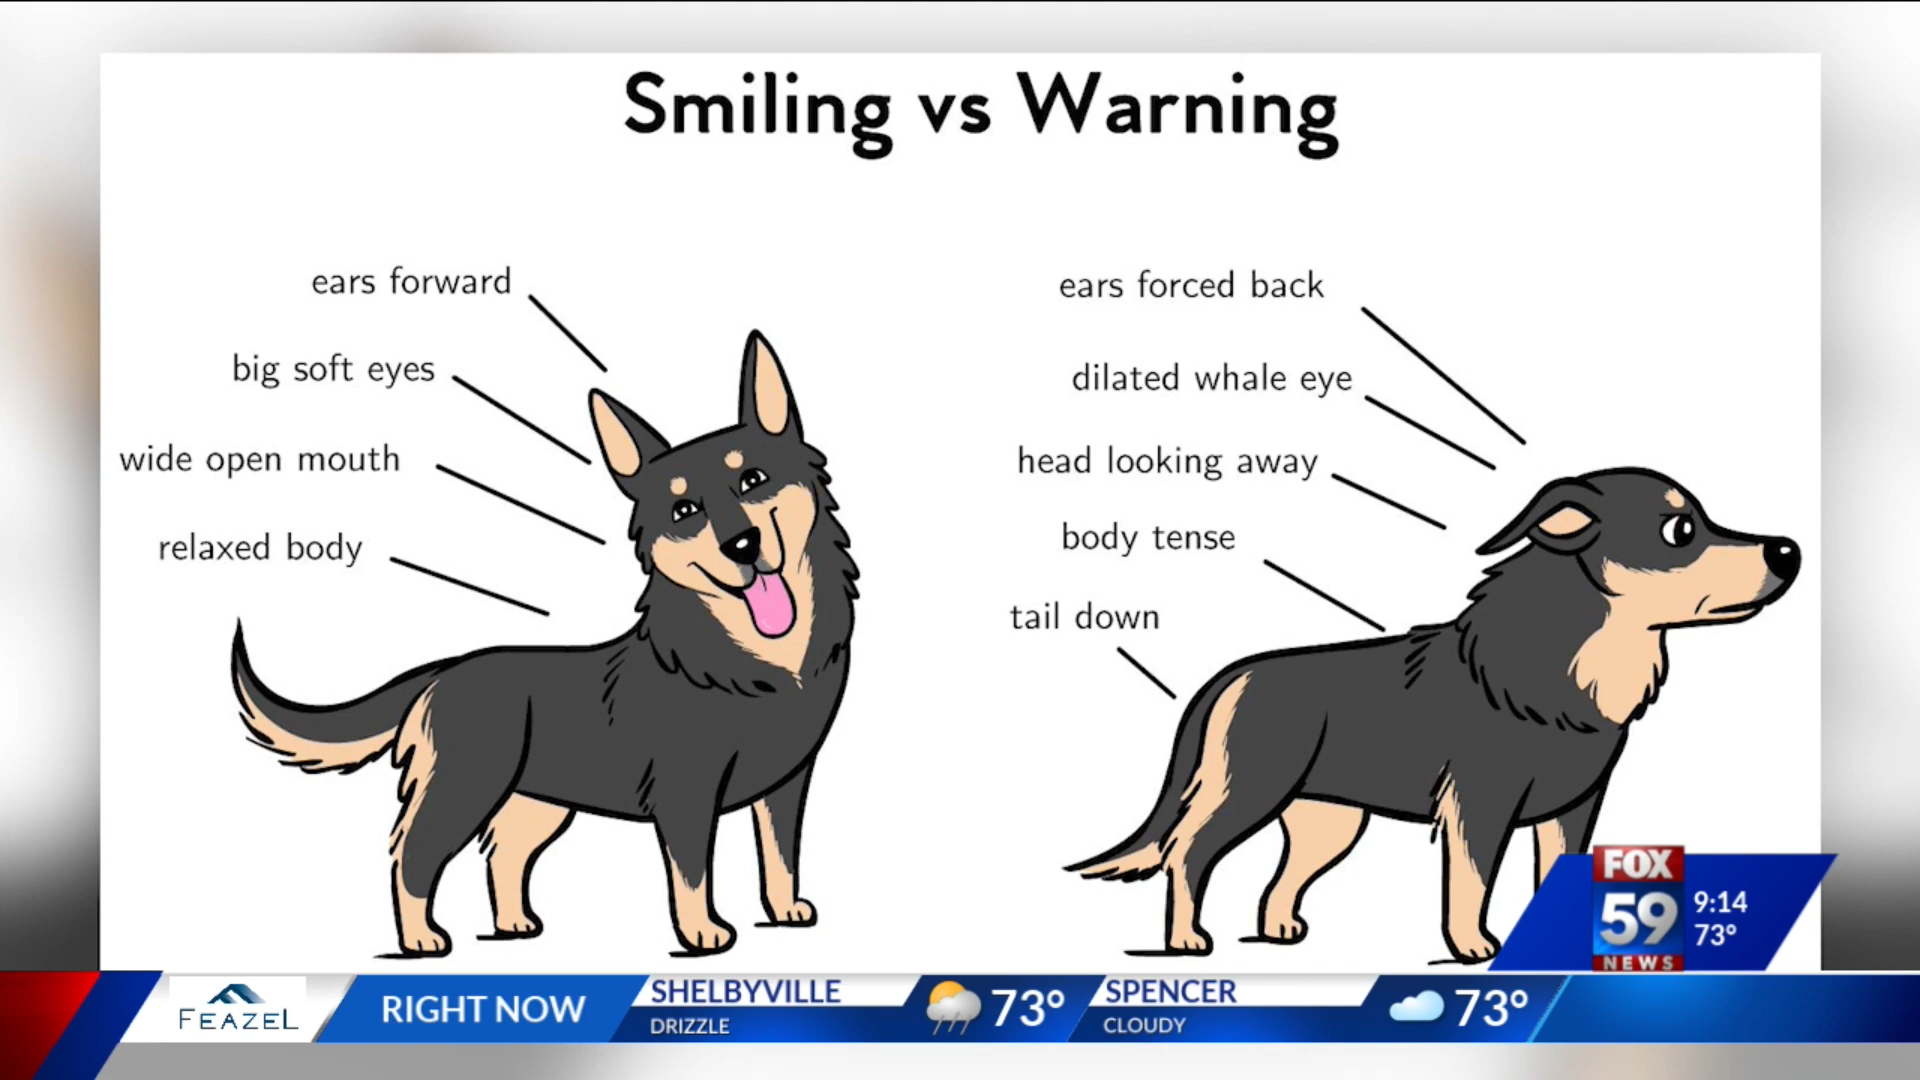 Smiling vs Warning
ears forward
big soft eyes
wide open mouth
relaxed body
ears forced back
dilated whale eye
head looking away
body tense
tail down
FOX
59
NEWS
9:14
73°
FEAZEL
RIGHT NOW
SHELBYVILLE
DRIZZLE
73°
SPENCER
CLOUDY
73°